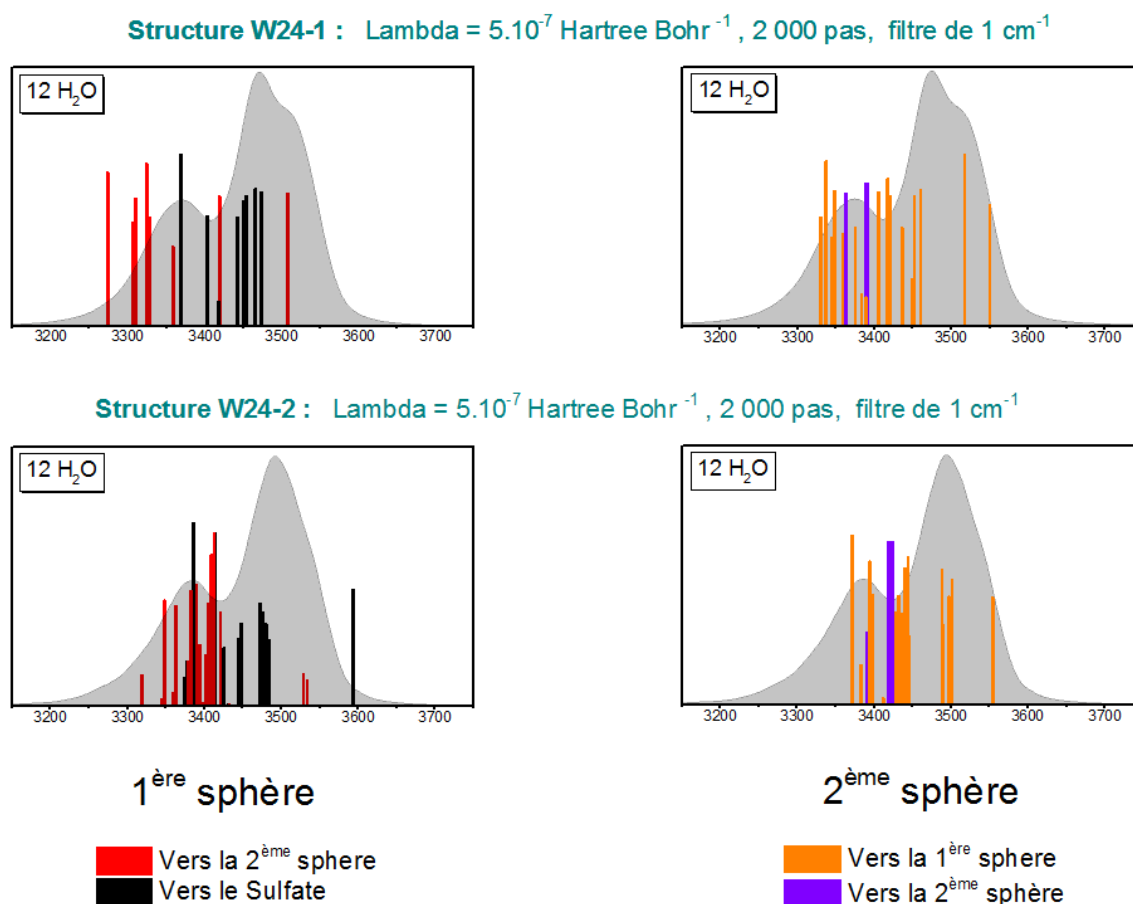 Structure W24-1 : Lambda = 5.10⁻⁷ Hartree Bohr ⁻¹ , 2 000 pas, filtre de 1 cm⁻¹
12 H₂O
3200 3300 3400 3500 3600 3700
12 H₂O
3200 3300 3400 3500 3600 3700
Structure W24-2 : Lambda = 5.10⁻⁷ Hartree Bohr ⁻¹ , 2 000 pas, filtre de 1 cm⁻¹
12 H₂O
3200 3300 3400 3500 3600 3700
12 H₂O
3200 3300 3400 3500 3600 3700
1ère sphère
2ème sphère
Vers la 2ème sphere
Vers le Sulfate
Vers la 1ère sphere
Vers la 2ème sphère